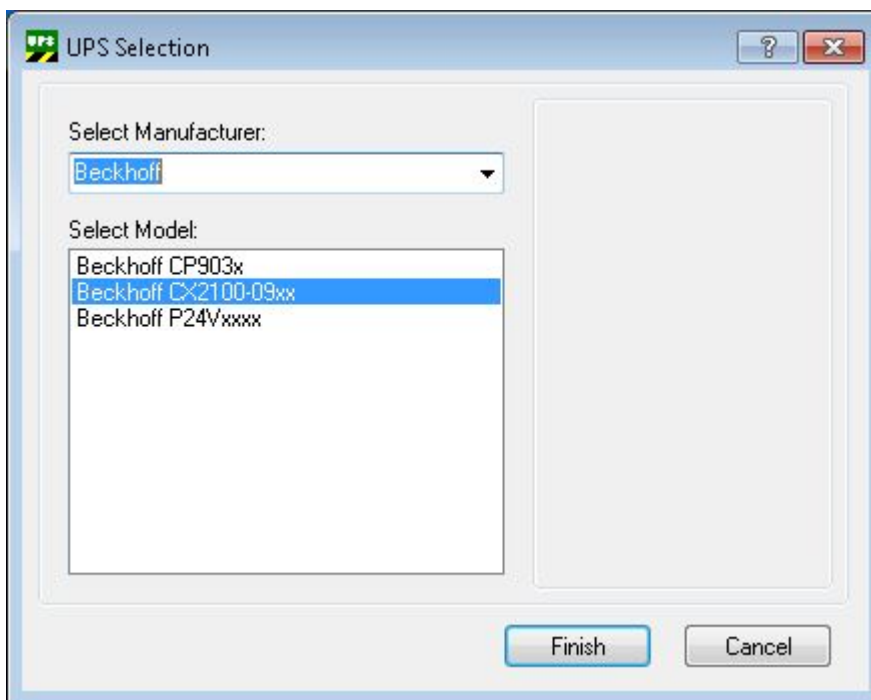 UPS
UPS Selection
?
Select Manufacturer:
Beckhoff
Select Model:
Beckhoff CP903x
Beckhoff CX2100-09xx
Beckhoff P24Vxxxx
Finish
Cancel